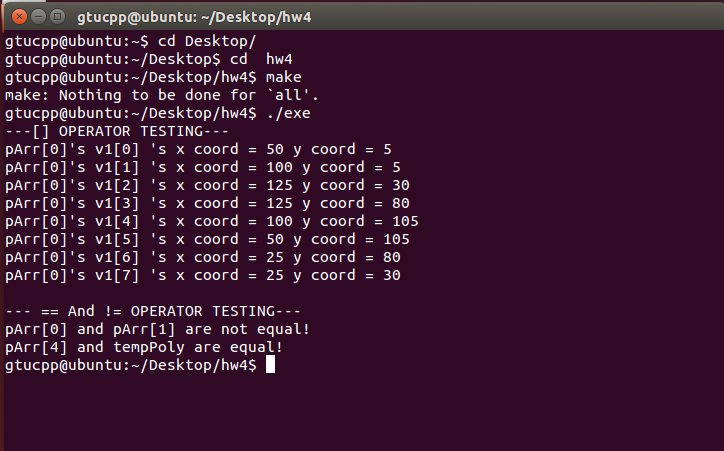 gtucpp@ubuntu: ~/Desktop/hw4
gtucpp@ubuntu:~$ cd Desktop/
gtucpp@ubuntu:~/Desktop$ cd  hw4
gtucpp@ubuntu:~/Desktop/hw4$ make
make: Nothing to be done for `all'.
gtucpp@ubuntu:~/Desktop/hw4$ ./exe
---[] OPERATOR TESTING---
pArr[0]'s v1[0] 's x coord = 50 y coord = 5
pArr[0]'s v1[1] 's x coord = 100 y coord = 5
pArr[0]'s v1[2] 's x coord = 125 y coord = 30
pArr[0]'s v1[3] 's x coord = 125 y coord = 80
pArr[0]'s v1[4] 's x coord = 100 y coord = 105
pArr[0]'s v1[5] 's x coord = 50 y coord = 105
pArr[0]'s v1[6] 's x coord = 25 y coord = 80
pArr[0]'s v1[7] 's x coord = 25 y coord = 30
--- == And != OPERATOR TESTING---
pArr[0] and pArr[1] are not equal!
pArr[4] and tempPoly are equal!
gtucpp@ubuntu:~/Desktop/hw4$